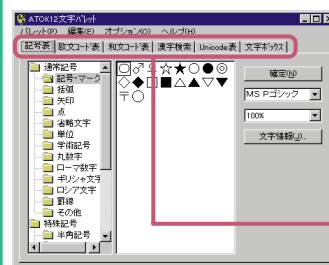 ATOK12文字パレット
パレット(P) 編集(E) オプション(O) ヘルプ(H)
記号表 欧文コード表 和文コード表 漢字検索 Unicode表 文字ボックス
通常記号
記号・マーク
括弧
矢印
点
省略文字
単位
学術記号
丸数字
ローマ数字
ギリシャ文字
ロシア文字
罫線
その他
特殊記号
半角記号
○♂♀☆★○●◎
◇◆□■△▲▽▼
〒○
確定(N)
MS Pゴシック
100%
文字情報(J)...